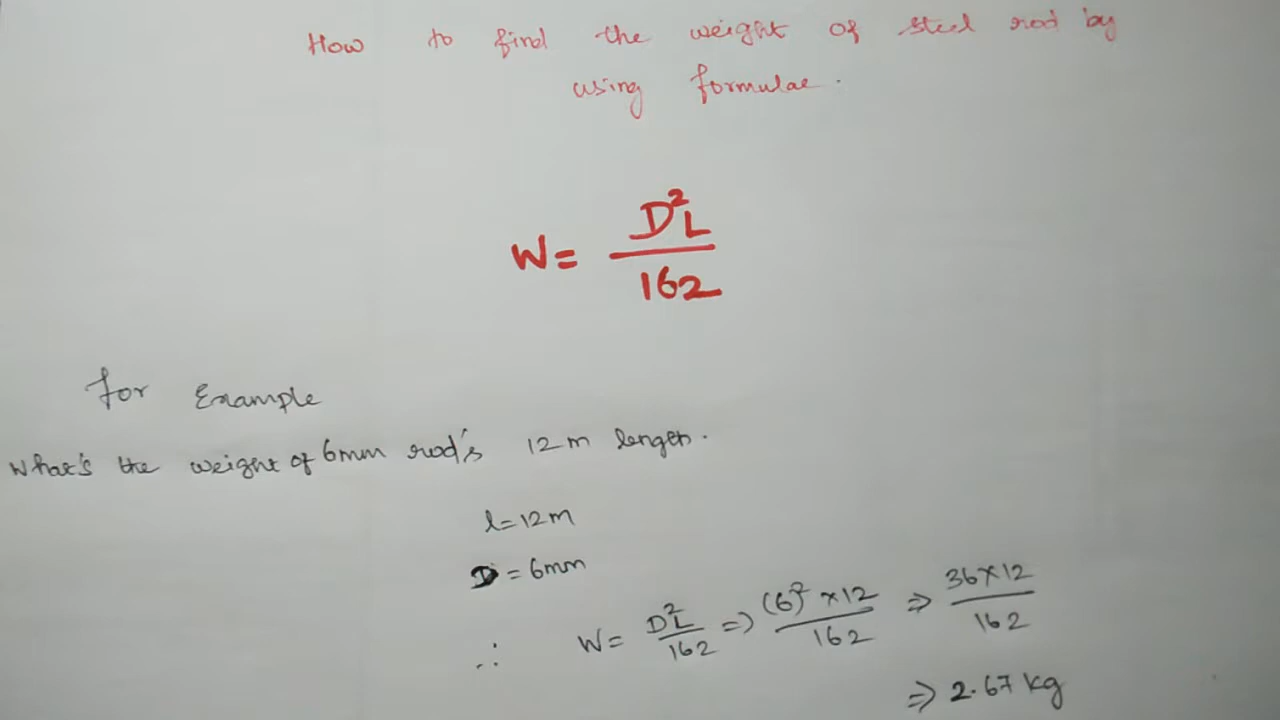 How to find the weight of steel rod by
using formulae.
W = D²L / 162
For Example
What's the weight of 6mm rod's 12m length.
l = 12m
D = 6mm
∴ W = D²L / 162 ⇒ (6)² × 12 / 162 ⇒ 36 × 12 / 162
⇒ 2.67 kg